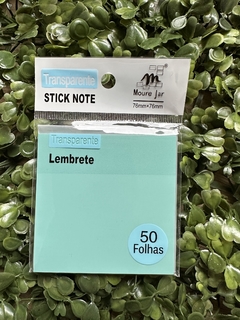 Transparente
STICK NOTE
m
Moure Jar
76mm×76mm
Transparente
Lembrete
50
Folhas